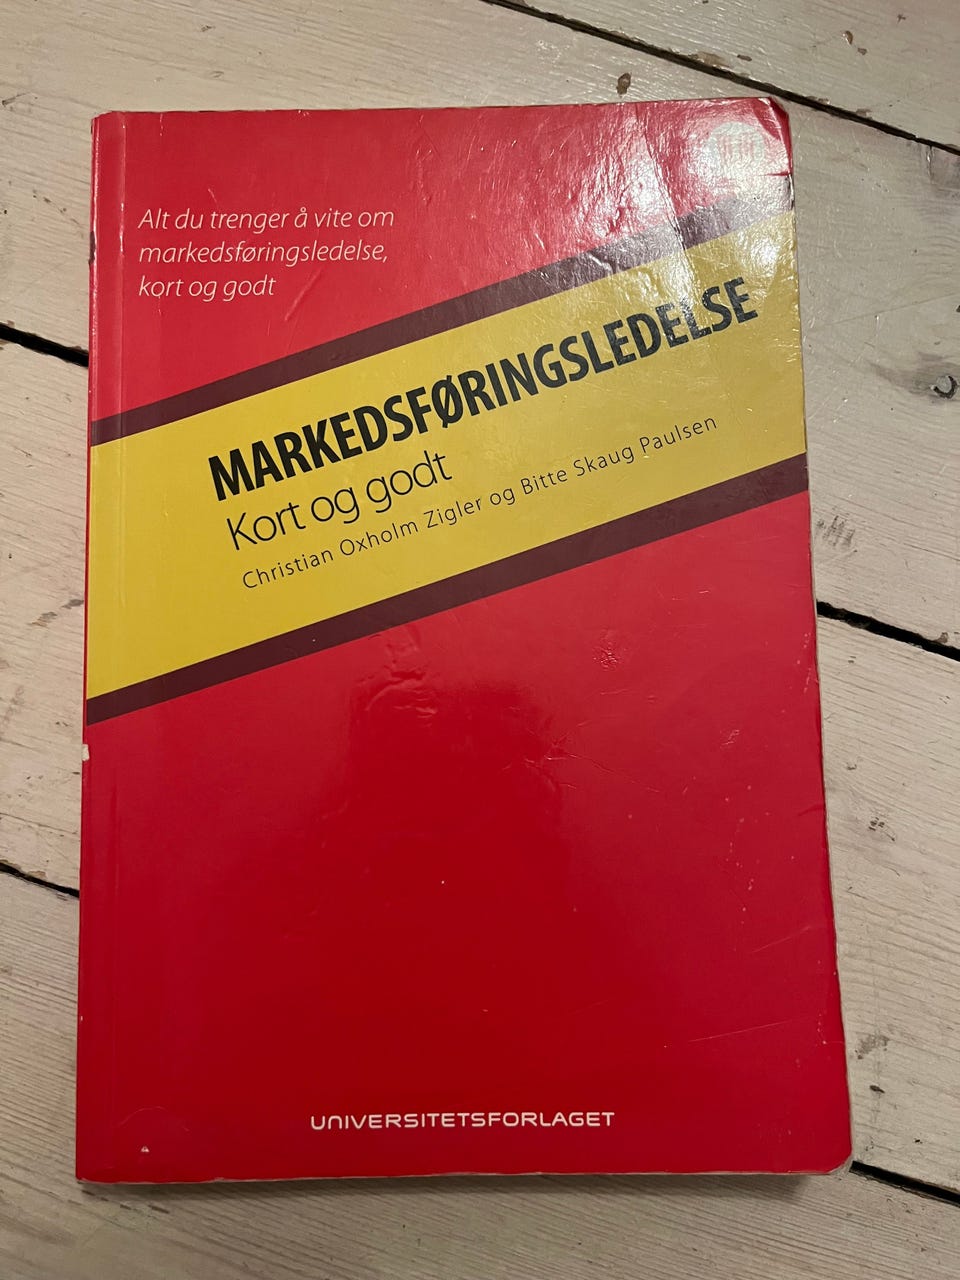 Alt du trenger å vite om
markedsføringsledelse,
kort og godt
MARKEDSFØRINGSLEDELSE
Kort og godt
Christian Oxholm Zigler og Bitte Skaug Paulsen
UNIVERSITETSFORLAGET